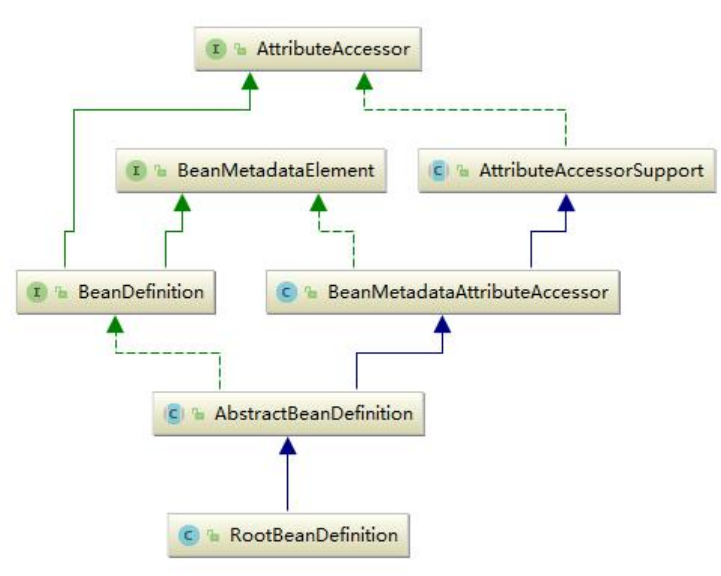 I AttributeAccessor
I BeanMetadataElement
C AttributeAccessorSupport
I BeanDefinition
C BeanMetadataAttributeAccessor
C AbstractBeanDefinition
C RootBeanDefinition